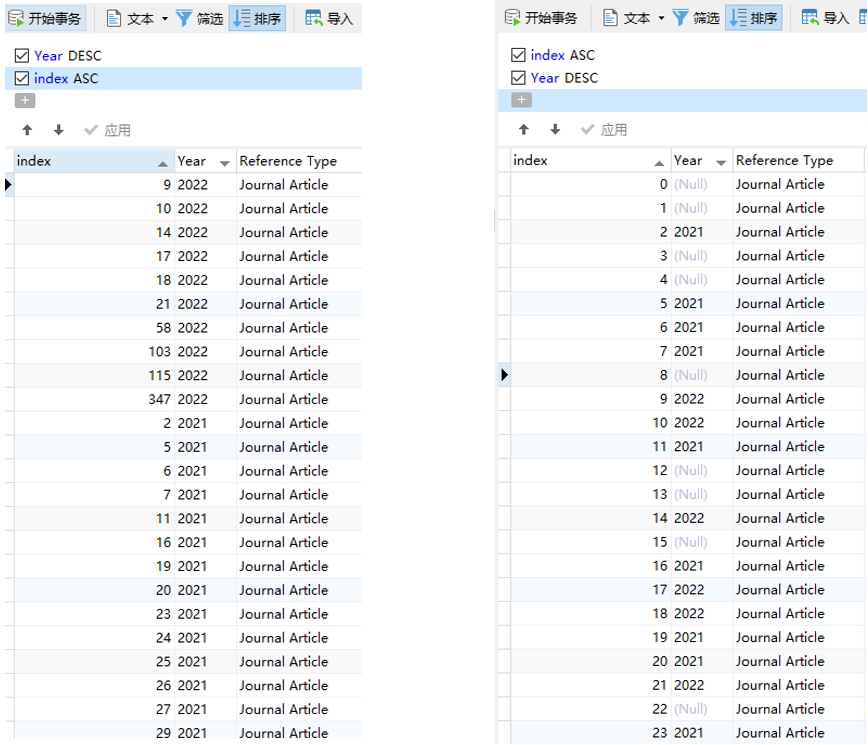 开始事务 文本 筛选 排序 导入
Year DESC
index ASC
应用
index Year Reference Type
9 2022 Journal Article
10 2022 Journal Article
14 2022 Journal Article
17 2022 Journal Article
18 2022 Journal Article
21 2022 Journal Article
58 2022 Journal Article
103 2022 Journal Article
115 2022 Journal Article
347 2022 Journal Article
2 2021 Journal Article
5 2021 Journal Article
6 2021 Journal Article
7 2021 Journal Article
11 2021 Journal Article
16 2021 Journal Article
19 2021 Journal Article
20 2021 Journal Article
23 2021 Journal Article
24 2021 Journal Article
25 2021 Journal Article
26 2021 Journal Article
27 2021 Journal Article
29 2021 Journal Article
开始事务 文本 筛选 排序 导入
index ASC
Year DESC
应用
index Year Reference Type
0 (Null) Journal Article
1 (Null) Journal Article
2 2021 Journal Article
3 (Null) Journal Article
4 (Null) Journal Article
5 2021 Journal Article
6 2021 Journal Article
7 2021 Journal Article
8 (Null) Journal Article
9 2022 Journal Article
10 2022 Journal Article
11 2021 Journal Article
12 (Null) Journal Article
13 (Null) Journal Article
14 2022 Journal Article
15 (Null) Journal Article
16 2021 Journal Article
17 2022 Journal Article
18 2022 Journal Article
19 2021 Journal Article
20 2021 Journal Article
21 2022 Journal Article
22 (Null) Journal Article
23 2021 Journal Article